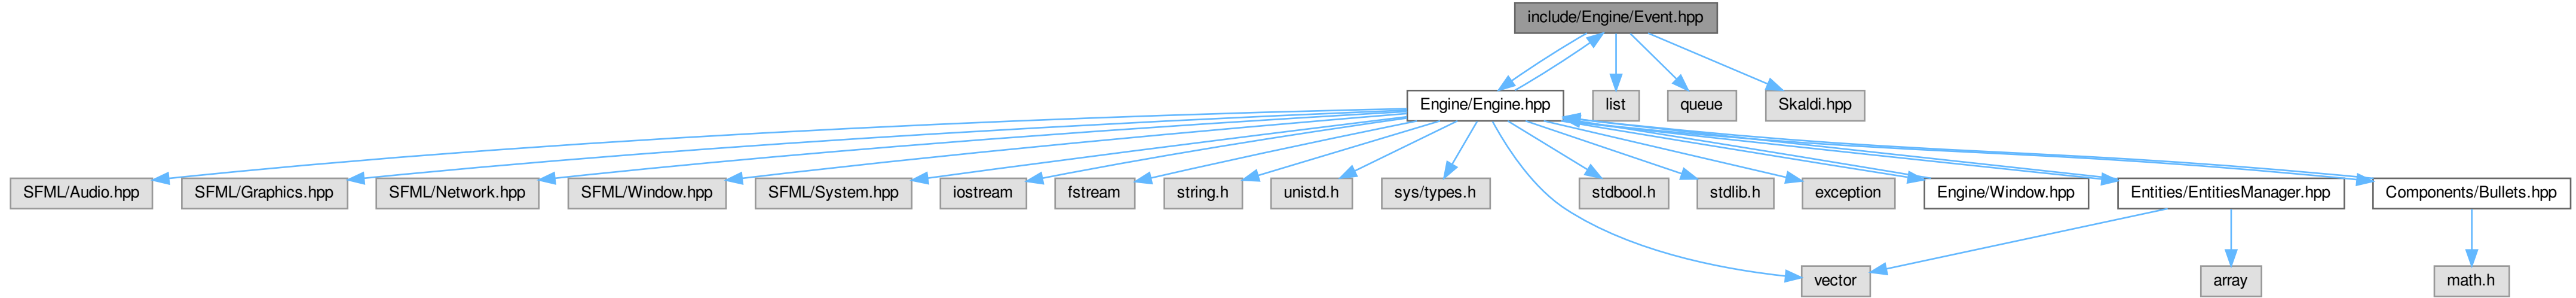 include/Engine/Event.hpp
Engine/Engine.hpp
list
queue
Skaldi.hpp
SFML/Audio.hpp
SFML/Graphics.hpp
SFML/Network.hpp
SFML/Window.hpp
SFML/System.hpp
iostream
fstream
string.h
unistd.h
sys/types.h
stdbool.h
stdlib.h
exception
Engine/Window.hpp
Entities/EntitiesManager.hpp
Components/Bullets.hpp
vector
array
math.h